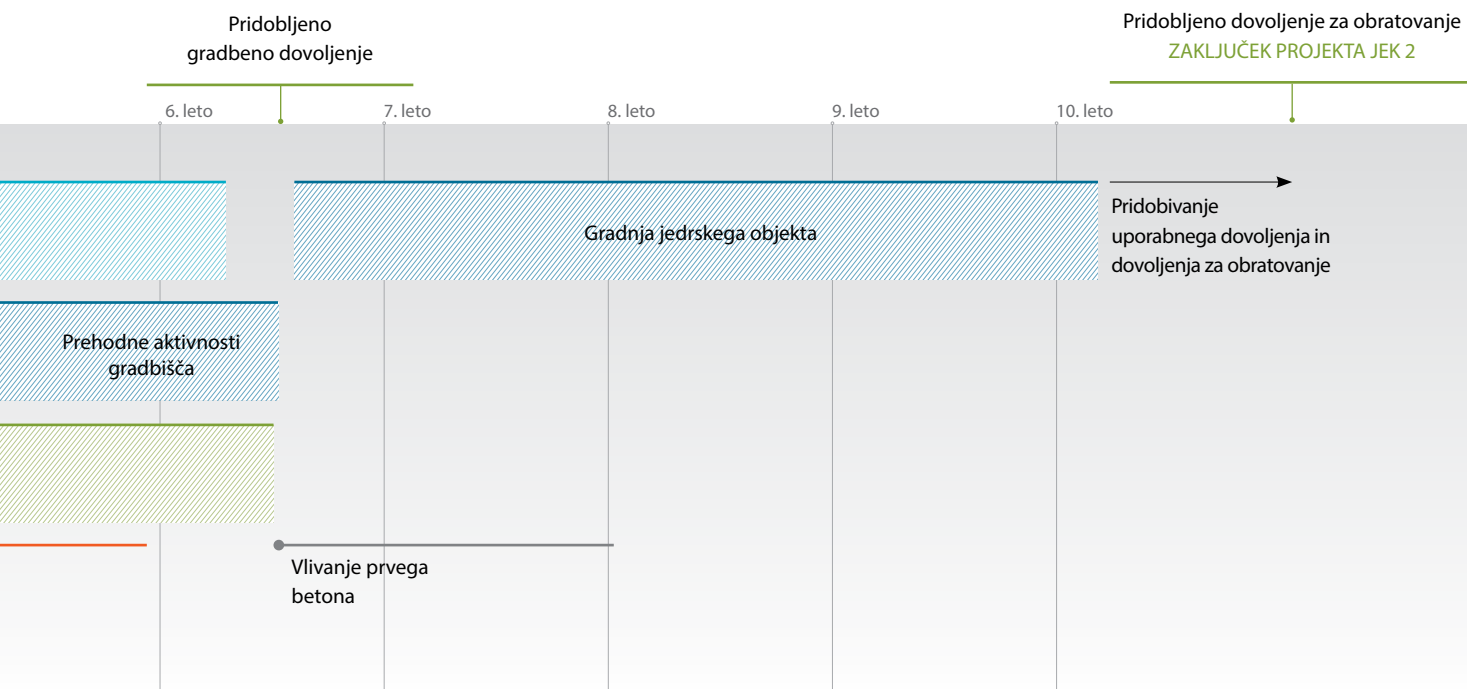 Pridobljeno
gradbeno dovoljenje
Pridobljeno dovoljenje za obratovanje
ZAKLJUČEK PROJEKTA JEK 2
6. leto
7. leto
8. leto
9. leto
10. leto
Gradnja jedrskega objekta
Pridobivanje
uporabnega dovoljenja in
dovoljenja za obratovanje
Prehodne aktivnosti
gradbišča
Vlivanje prvega
betona